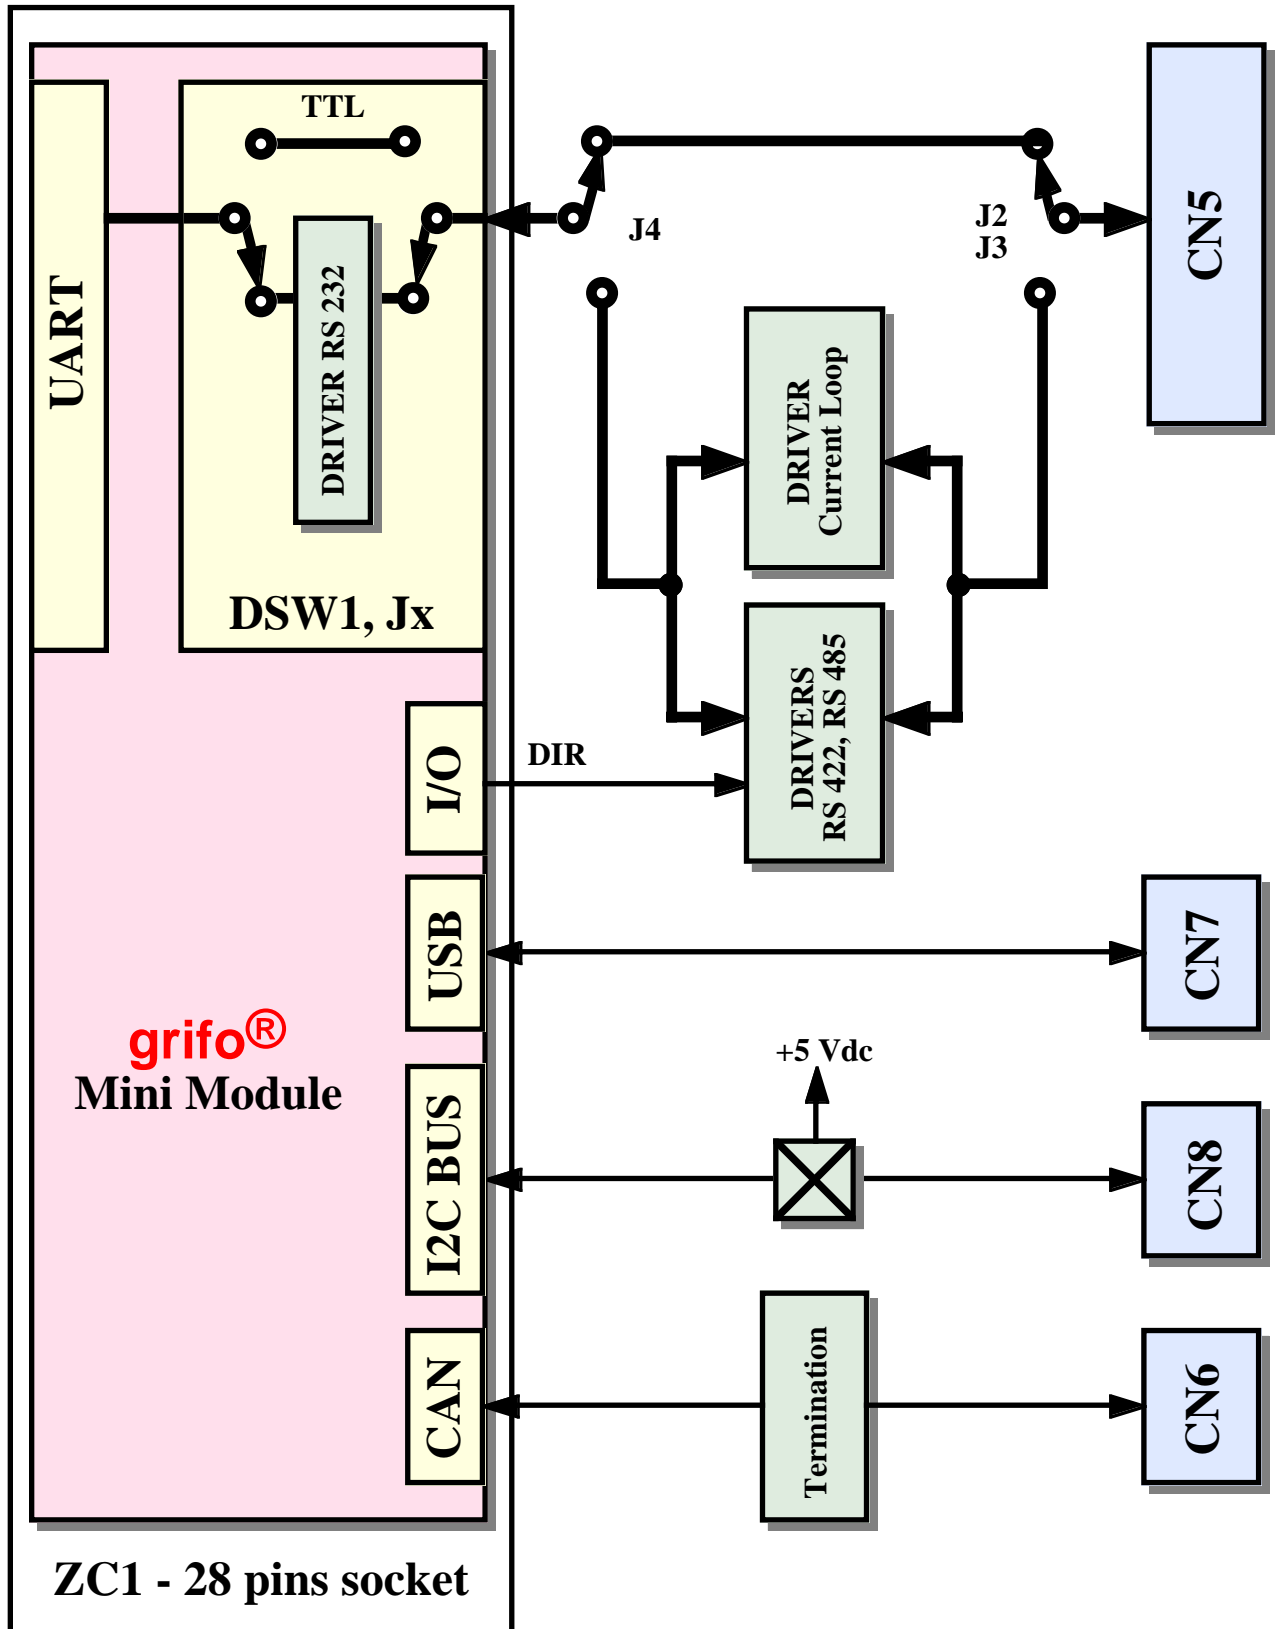 TTL
UART
DRIVER RS 232
DSW1, Jx
J4
J2
J3
CN5
DRIVER
Current Loop
DRIVERS
RS 422, RS 485
I/O
DIR
USB
CN7
grifo®
Mini Module
I2C BUS
+5 Vdc
CN8
CAN
Termination
CN6
ZC1 - 28 pins socket